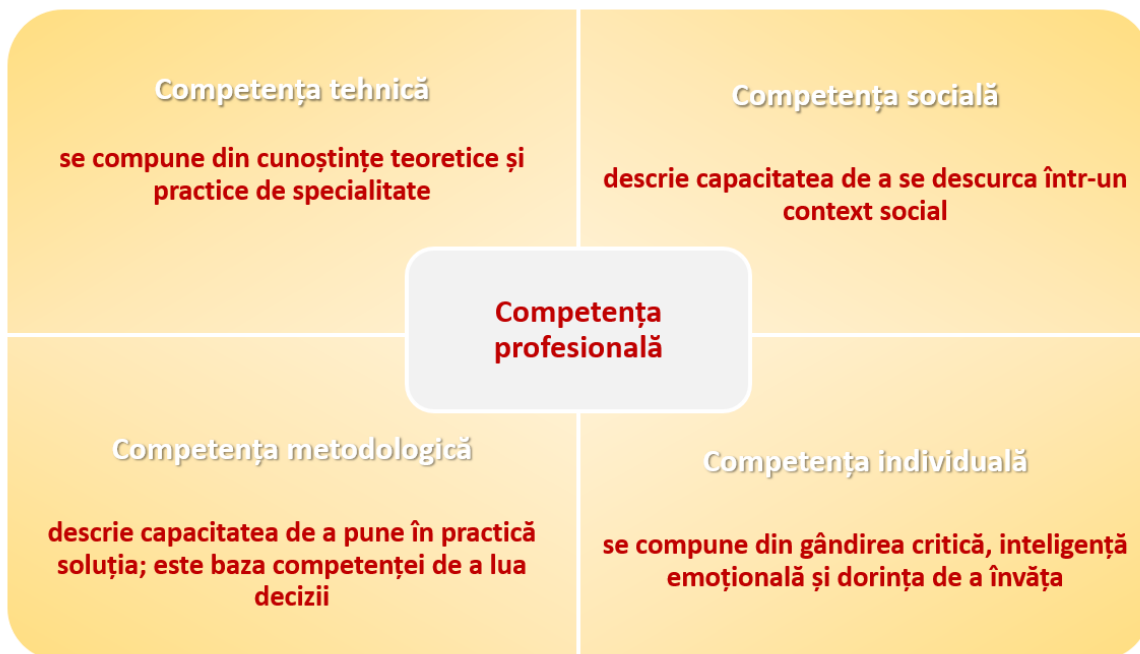 Competența tehnică
se compune din cunoștințe teoretice și
practice de specialitate
Competența socială
descrie capacitatea de a se descurca într-un
context social
Competența
profesională
Competența metodologică
descrie capacitatea de a pune în practică
soluția; este baza competenței de a lua
decizii
Competența individuală
se compune din gândirea critică, inteligență
emoțională și dorința de a învăța